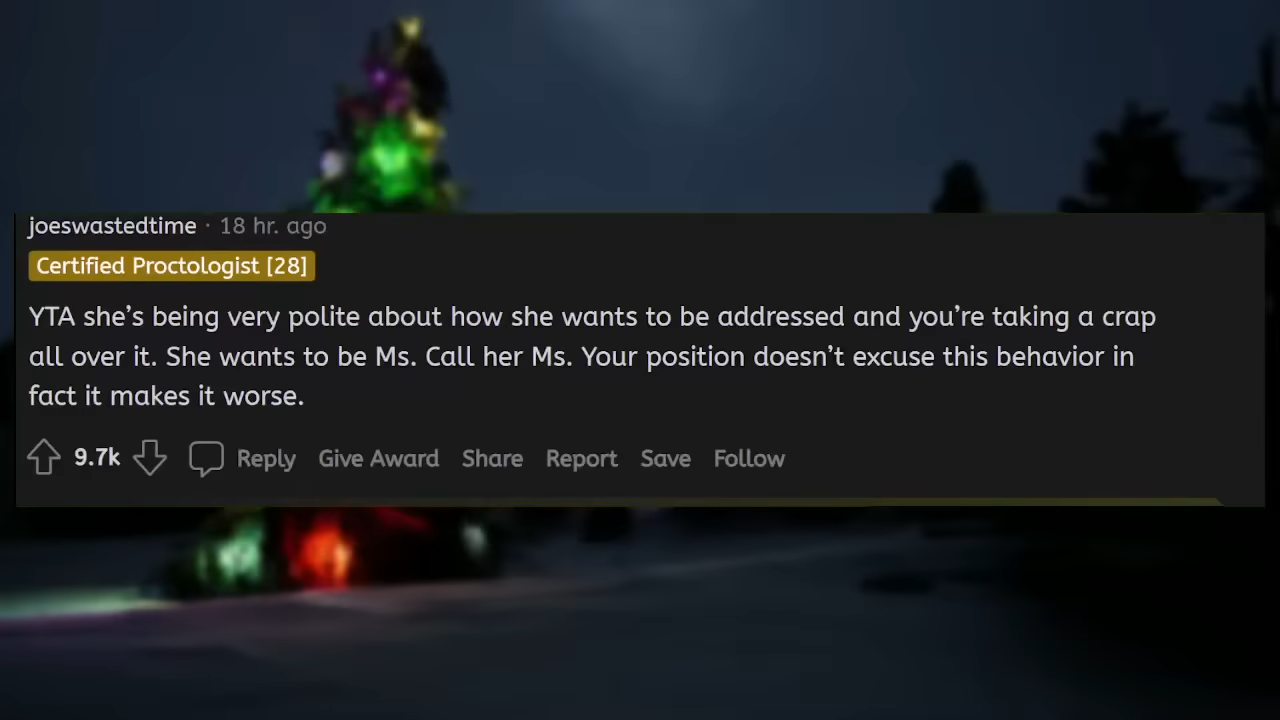 joeswastedtime · 18 hr. ago
Certified Proctologist [28]
YTA she’s being very polite about how she wants to be addressed and you’re taking a crap
all over it. She wants to be Ms. Call her Ms. Your position doesn’t excuse this behavior in
fact it makes it worse.
9.7k Reply Give Award Share Report Save Follow